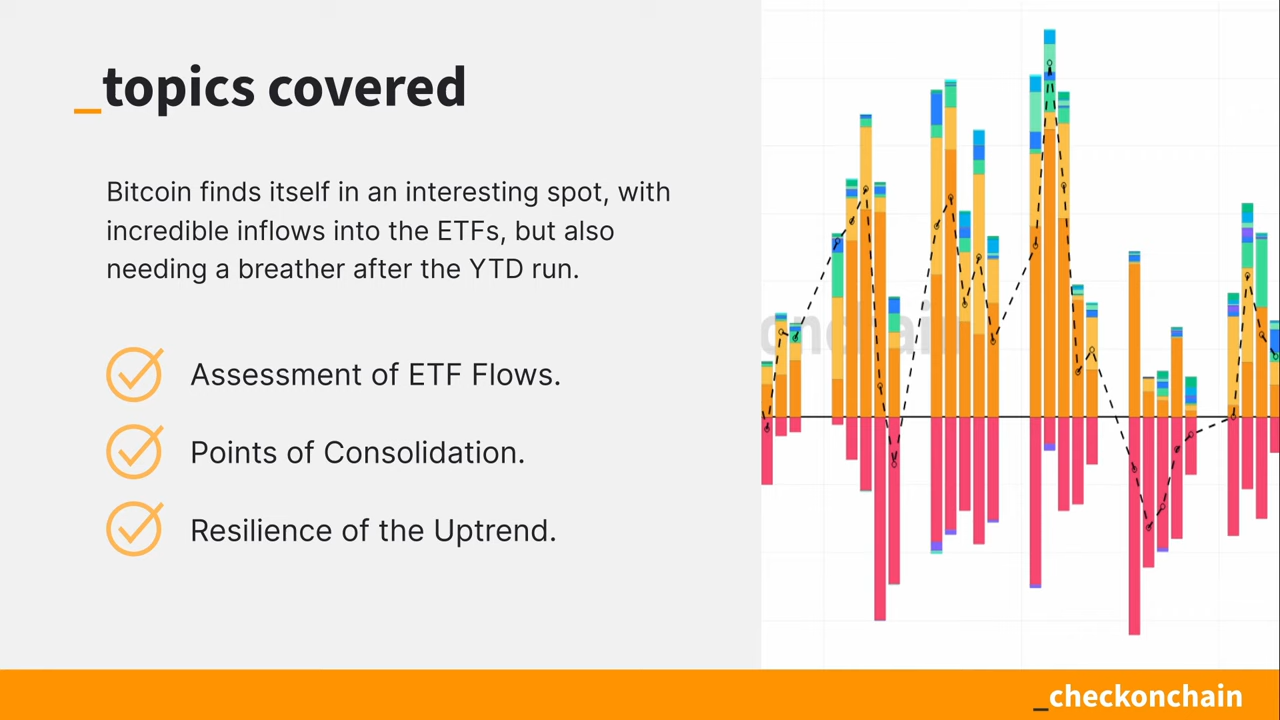 _topics covered
Bitcoin finds itself in an interesting spot, with
incredible inflows into the ETFs, but also
needing a breather after the YTD run.
Assessment of ETF Flows.
Points of Consolidation.
Resilience of the Uptrend.
onchain
_checkonchain